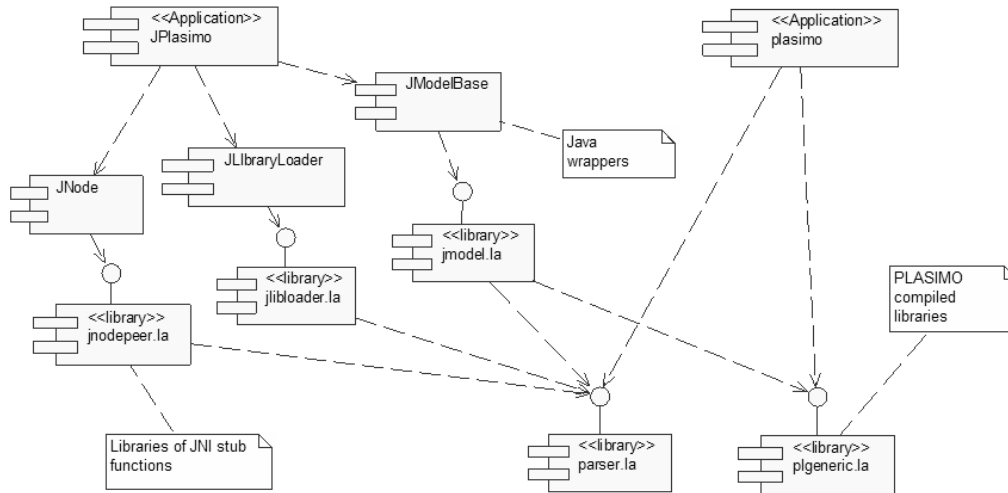 <<Application>>
JPlasimo
<<Application>>
plasimo
JModelBase
Java
wrappers
JLIbraryLoader
JNode
<<library>>
jmodel.la
<<library>>
jlibloader.la
PLASIMO
compiled
libraries
<<library>>
jnodepeer.la
Libraries of JNI stub
functions
<<library>>
parser.la
<<library>>
plgeneric.la